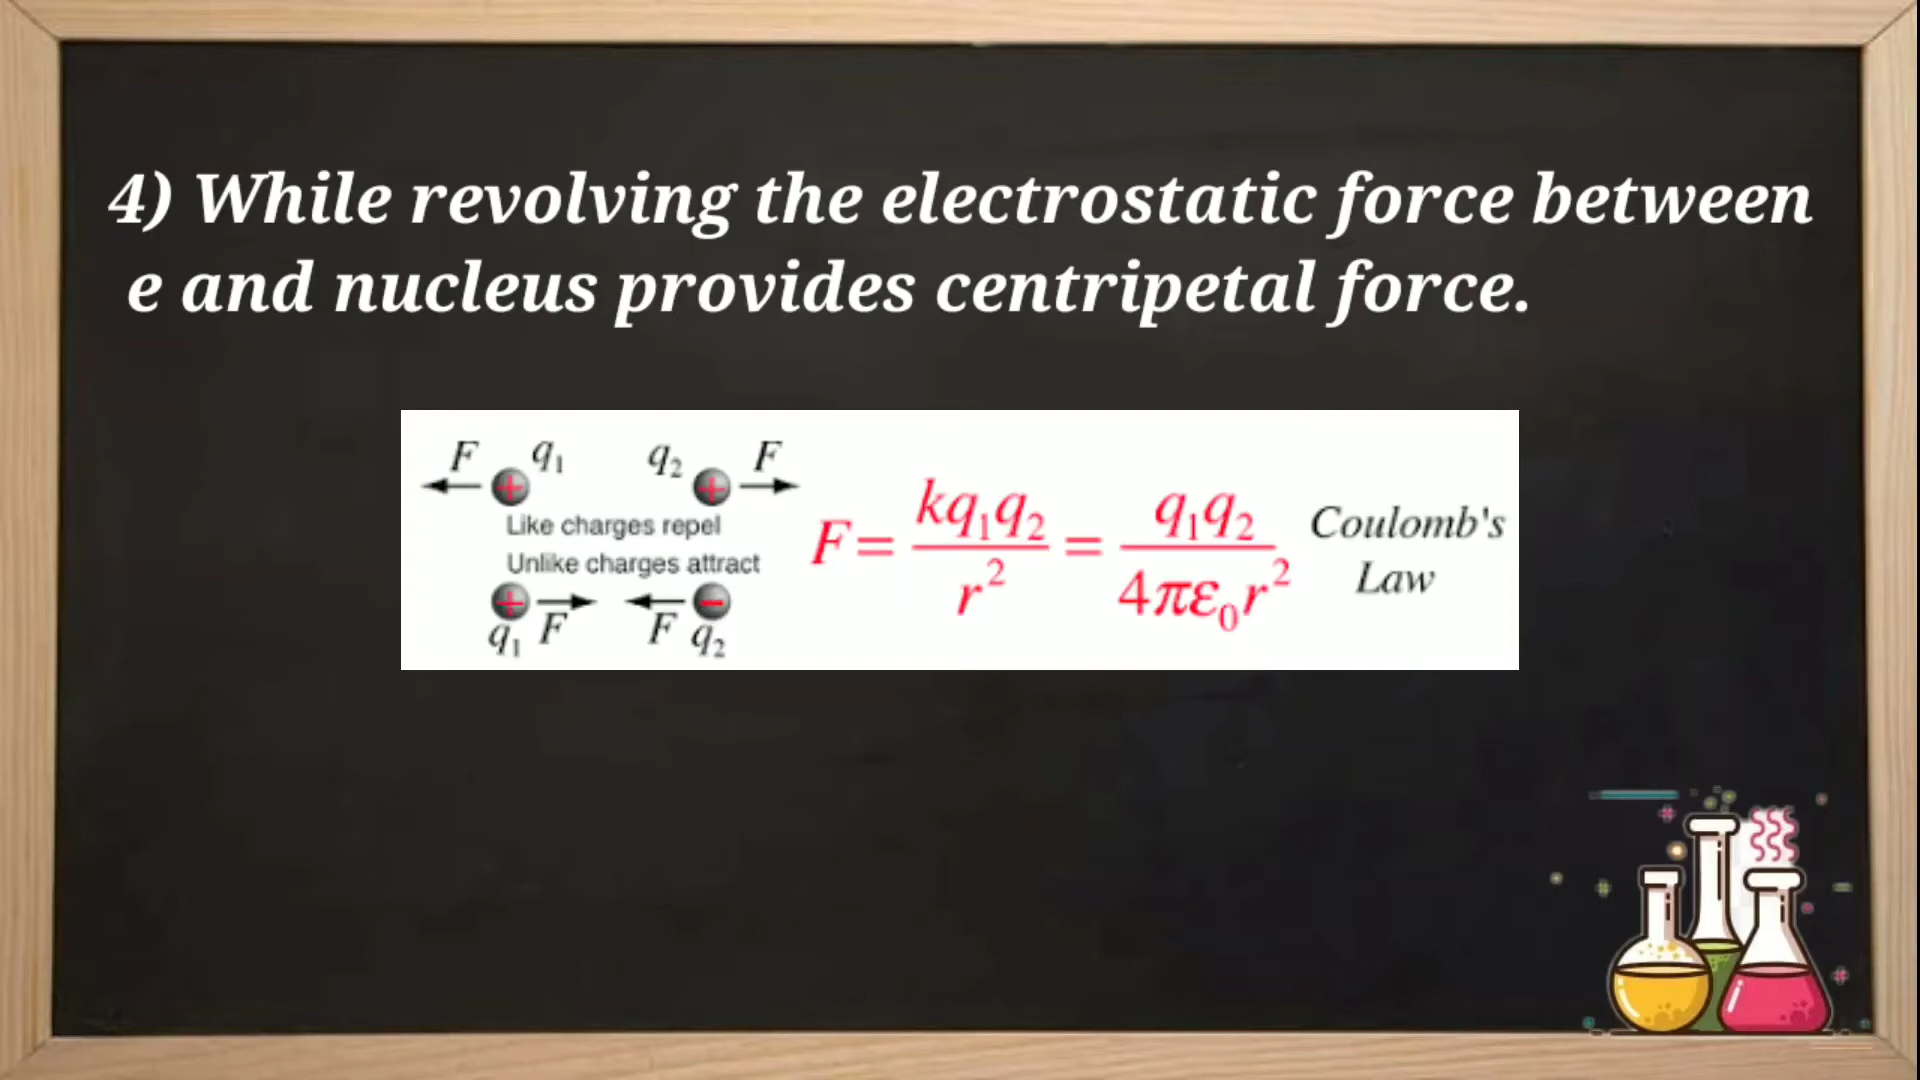 4) While revolving the electrostatic force between
e and nucleus provides centripetal force.
F q₁ q₂ F
+ +
Like charges repel
Unlike charges attract
+ −
q₁ F F q₂
F = kq₁q₂ / r² = q₁q₂ / 4πε₀r²
Coulomb's
Law